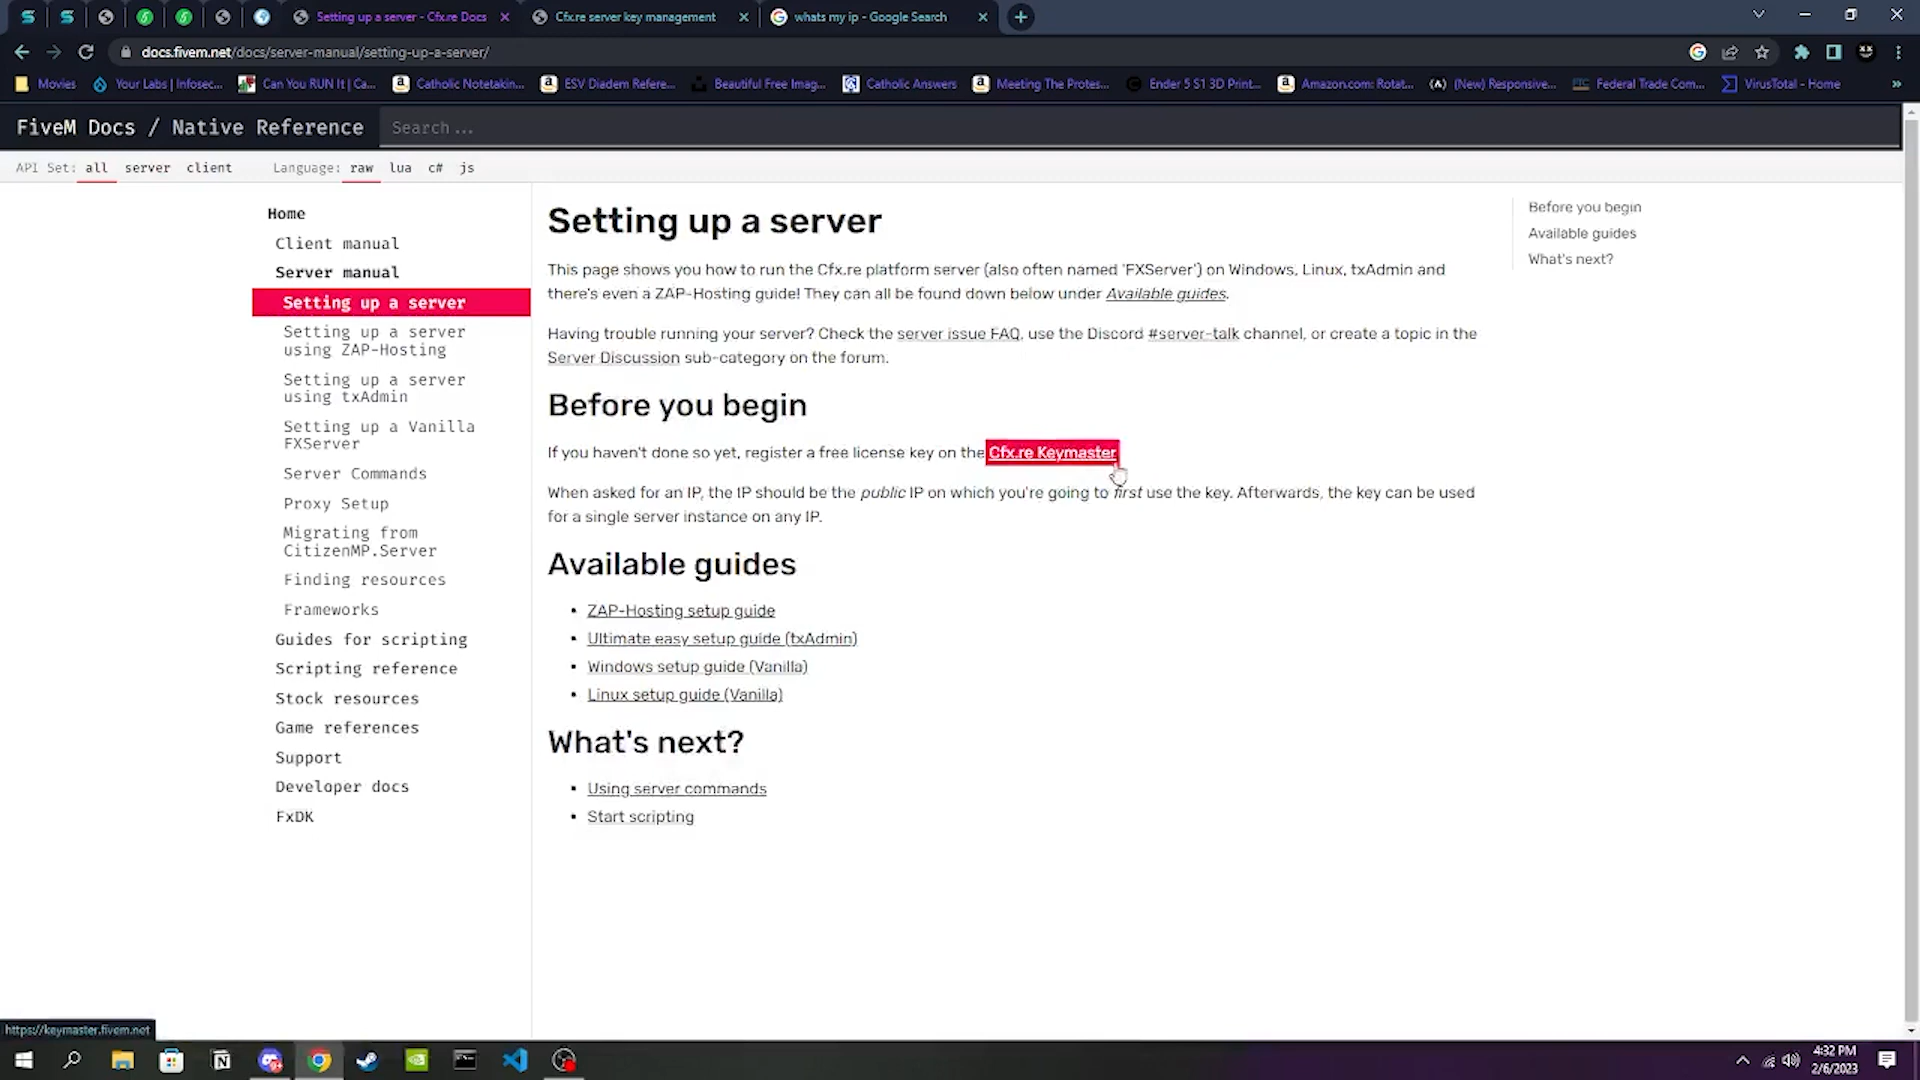 Setting up a server - Cfx.re Docs
Cfx.re server key management
whats my ip - Google Search
docs.fivem.net/docs/server-manual/setting-up-a-server/
Movies
Your Labs | Infosec...
Can You RUN It | Ca...
Catholic Notetakin...
ESV Diadem Refere...
Beautiful Free Imag...
Catholic Answers
Meeting The Protes...
Ender 5 S1 3D Print...
Amazon.com: Rotat...
(New) Responsive...
Federal Trade Com...
VirusTotal - Home
FiveM Docs / Native Reference
Search ...
API Set: all server client Language: raw lua c# js
Home
Client manual
Server manual
Setting up a server
Setting up a server
using ZAP-Hosting
Setting up a server
using txAdmin
Setting up a Vanilla
FXServer
Server Commands
Proxy Setup
Migrating from
CitizenMP.Server
Finding resources
Frameworks
Guides for scripting
Scripting reference
Stock resources
Game references
Support
Developer docs
FxDK
Setting up a server
This page shows you how to run the Cfx.re platform server (also often named 'FXServer') on Windows, Linux, txAdmin and
there's even a ZAP-Hosting guide! They can all be found down below under Available guides.
Having trouble running your server? Check the server issue FAQ, use the Discord #server-talk channel, or create a topic in the
Server Discussion sub-category on the forum.
Before you begin
If you haven't done so yet, register a free license key on the Cfx.re Keymaster
When asked for an IP, the IP should be the public IP on which you're going to first use the key. Afterwards, the key can be used
for a single server instance on any IP.
Available guides
• ZAP-Hosting setup guide
• Ultimate easy setup guide (txAdmin)
• Windows setup guide (Vanilla)
• Linux setup guide (Vanilla)
What's next?
• Using server commands
• Start scripting
Before you begin
Available guides
What's next?
https://keymaster.fivem.net
4:32 PM
2/6/2023